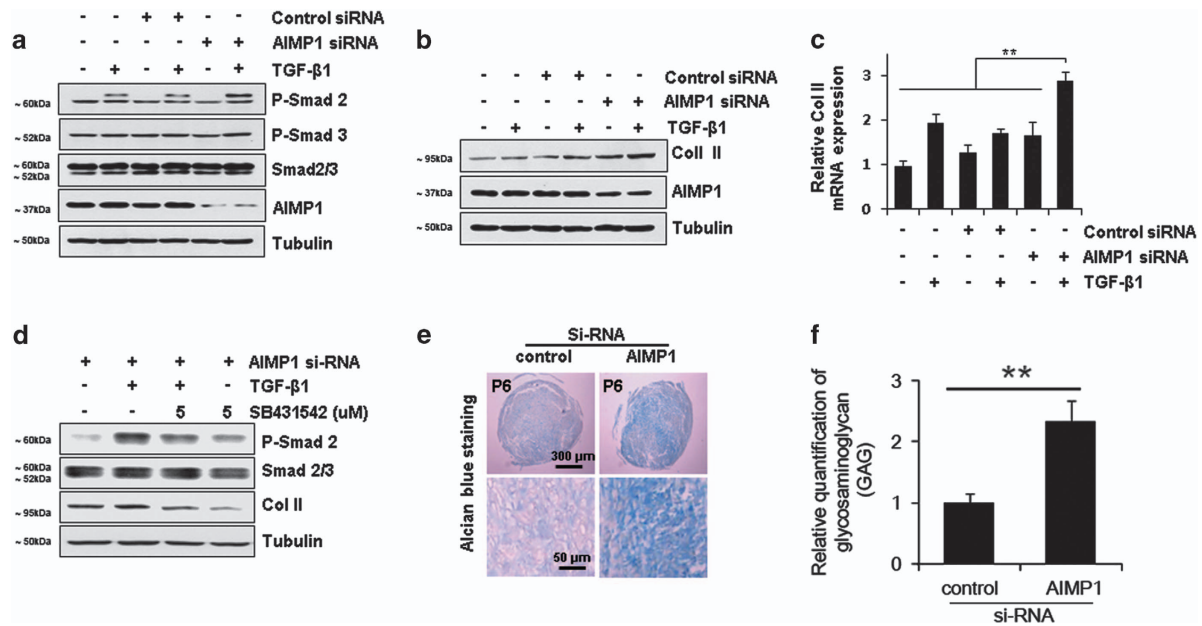 a
- - + + - - Control siRNA
- - - - + + AIMP1 siRNA
- + - + - + TGF-β1
~ 60kDa P-Smad 2
~ 52kDa P-Smad 3
~ 60kDa
~ 52kDa
Smad2/3
~ 37kDa AIMP1
~ 50kDa Tubulin
b
- - + + - - Control siRNA
- - - - + + AIMP1 siRNA
- + - + - + TGF-β1
~ 95kDa Coll II
~ 37kDa AIMP1
~ 50kDa Tubulin
c
Relative Col II
mRNA expression
3
2
1
0
**
- - + + - - Control siRNA
- - - - + + AIMP1 siRNA
- + - + - + TGF-β1
d
+ + + + AIMP1 si-RNA
- + + - TGF-β1
- - 5 5 SB431542 (uM)
~ 60kDa P-Smad 2
~ 60kDa
~ 52kDa
Smad 2/3
~ 95kDa Col II
~ 50kDa Tubulin
e
Si-RNA
control AIMP1
Alcian blue staining
P6 P6
300 µm
50 µm
f
Relative quantification of
glycosaminoglycan
(GAG)
3
2
1
0
**
control AIMP1
si-RNA